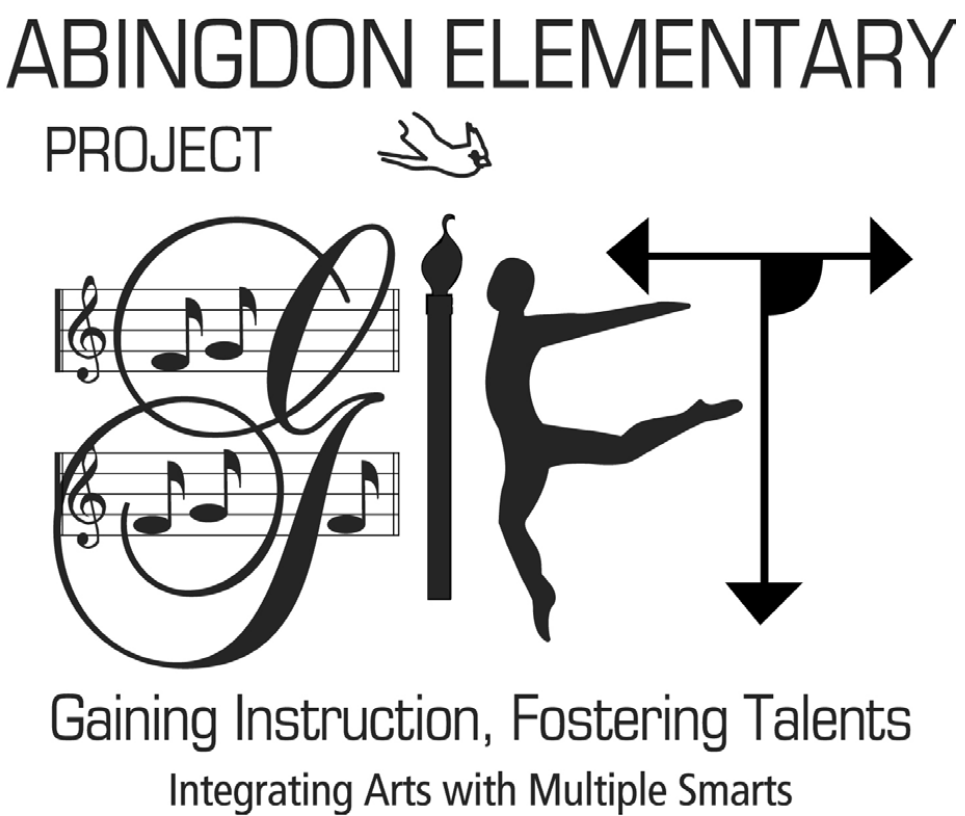 ABINGDON ELEMENTARY
PROJECT
GIFT
Gaining Instruction, Fostering Talents
Integrating Arts with Multiple Smarts